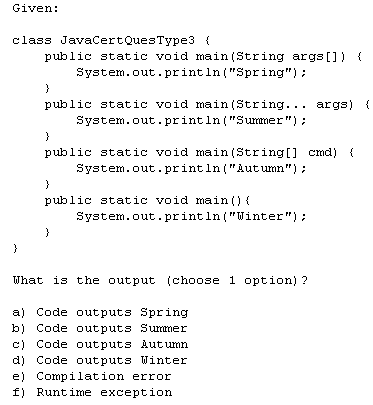 Given:
class JavaCertQuesType3 {
public static void main(String args[]) {
System.out.println("Spring");
}
public static void main(String... args) {
System.out.println("Summer");
}
public static void main(String[] cmd) {
System.out.println("Autumn");
}
public static void main(){
System.out.println("Winter");
}
}
What is the output (choose 1 option)?
a) Code outputs Spring
b) Code outputs Summer
c) Code outputs Autumn
d) Code outputs Winter
e) Compilation error
f) Runtime exception